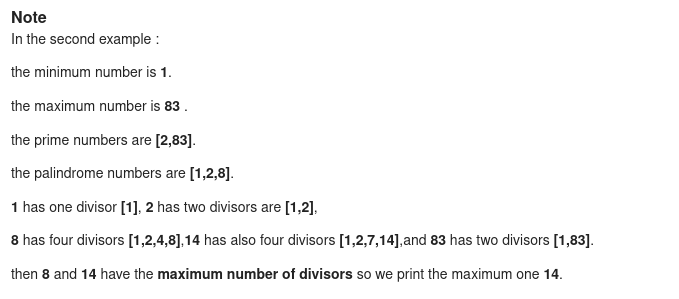 Note
In the second example :
the minimum number is 1.
the maximum number is 83 .
the prime numbers are [2,83].
the palindrome numbers are [1,2,8].
1 has one divisor [1], 2 has two divisors are [1,2],
8 has four divisors [1,2,4,8],14 has also four divisors [1,2,7,14],and 83 has two divisors [1,83].
then 8 and 14 have the maximum number of divisors so we print the maximum one 14.